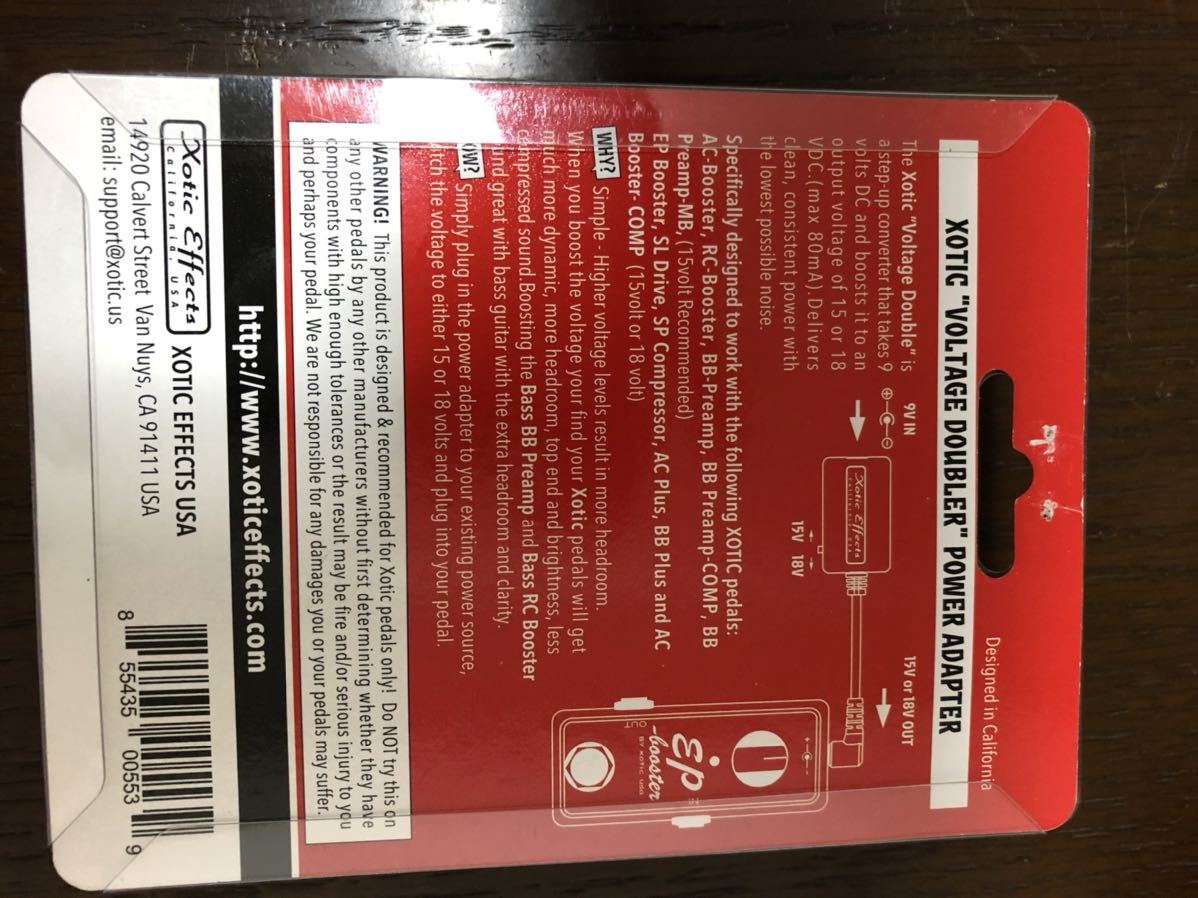 Designed in California
XOTIC "VOLTAGE DOUBLER" POWER ADAPTER
The Xotic "Voltage Double" is
a step-up converter that takes 9
volts DC and boosts it to an
output voltage of 15 or 18
VDC.(max 80mA) Delivers
clean, consistent power with
the lowest possible noise.
9V IN
Xotic Effects
15V 18V
15V or 18V OUT
Ep
-booster
BY XOTIC USA
OUT
Specifically designed to work with the following XOTIC pedals:
AC-Booster, RC-Booster, BB-Preamp, BB Preamp-COMP, BB
Preamp-MB, (15volt Recommended)
EP Booster, SL Drive, SP Compressor, AC Plus, BB Plus and AC
Booster- COMP (15volt or 18 volt)
WHY? Simple - Higher voltage levels result in more headroom.
When you boost the voltage your find your Xotic pedals will get
much more dynamic, more headroom, top end and brightness, less
compressed sound.Boosting the Bass BB Preamp and Bass RC Booster
und great with bass guitar with the extra headroom and clarity.
OW? Simply plug in the power adapter to your existing power source,
itch the voltage to either 15 or 18 volts and plug into your pedal.
WARNING! This product is designed & recommended for Xotic pedals only! Do NOT try this on
any other pedals by any other manufacturers without first determining whether they have
components with high enough tolerances or the result may be fire and/or serious injury to you
and perhaps your pedal. We are not responsible for any damages you or your pedals may suffer.
http://www.xoticeffects.com
Xotic Effects
California, USA
XOTIC EFFECTS USA
14920 Calvert Street Van Nuys, CA 91411 USA
email: support@xotic.us
8 55435 00553 9